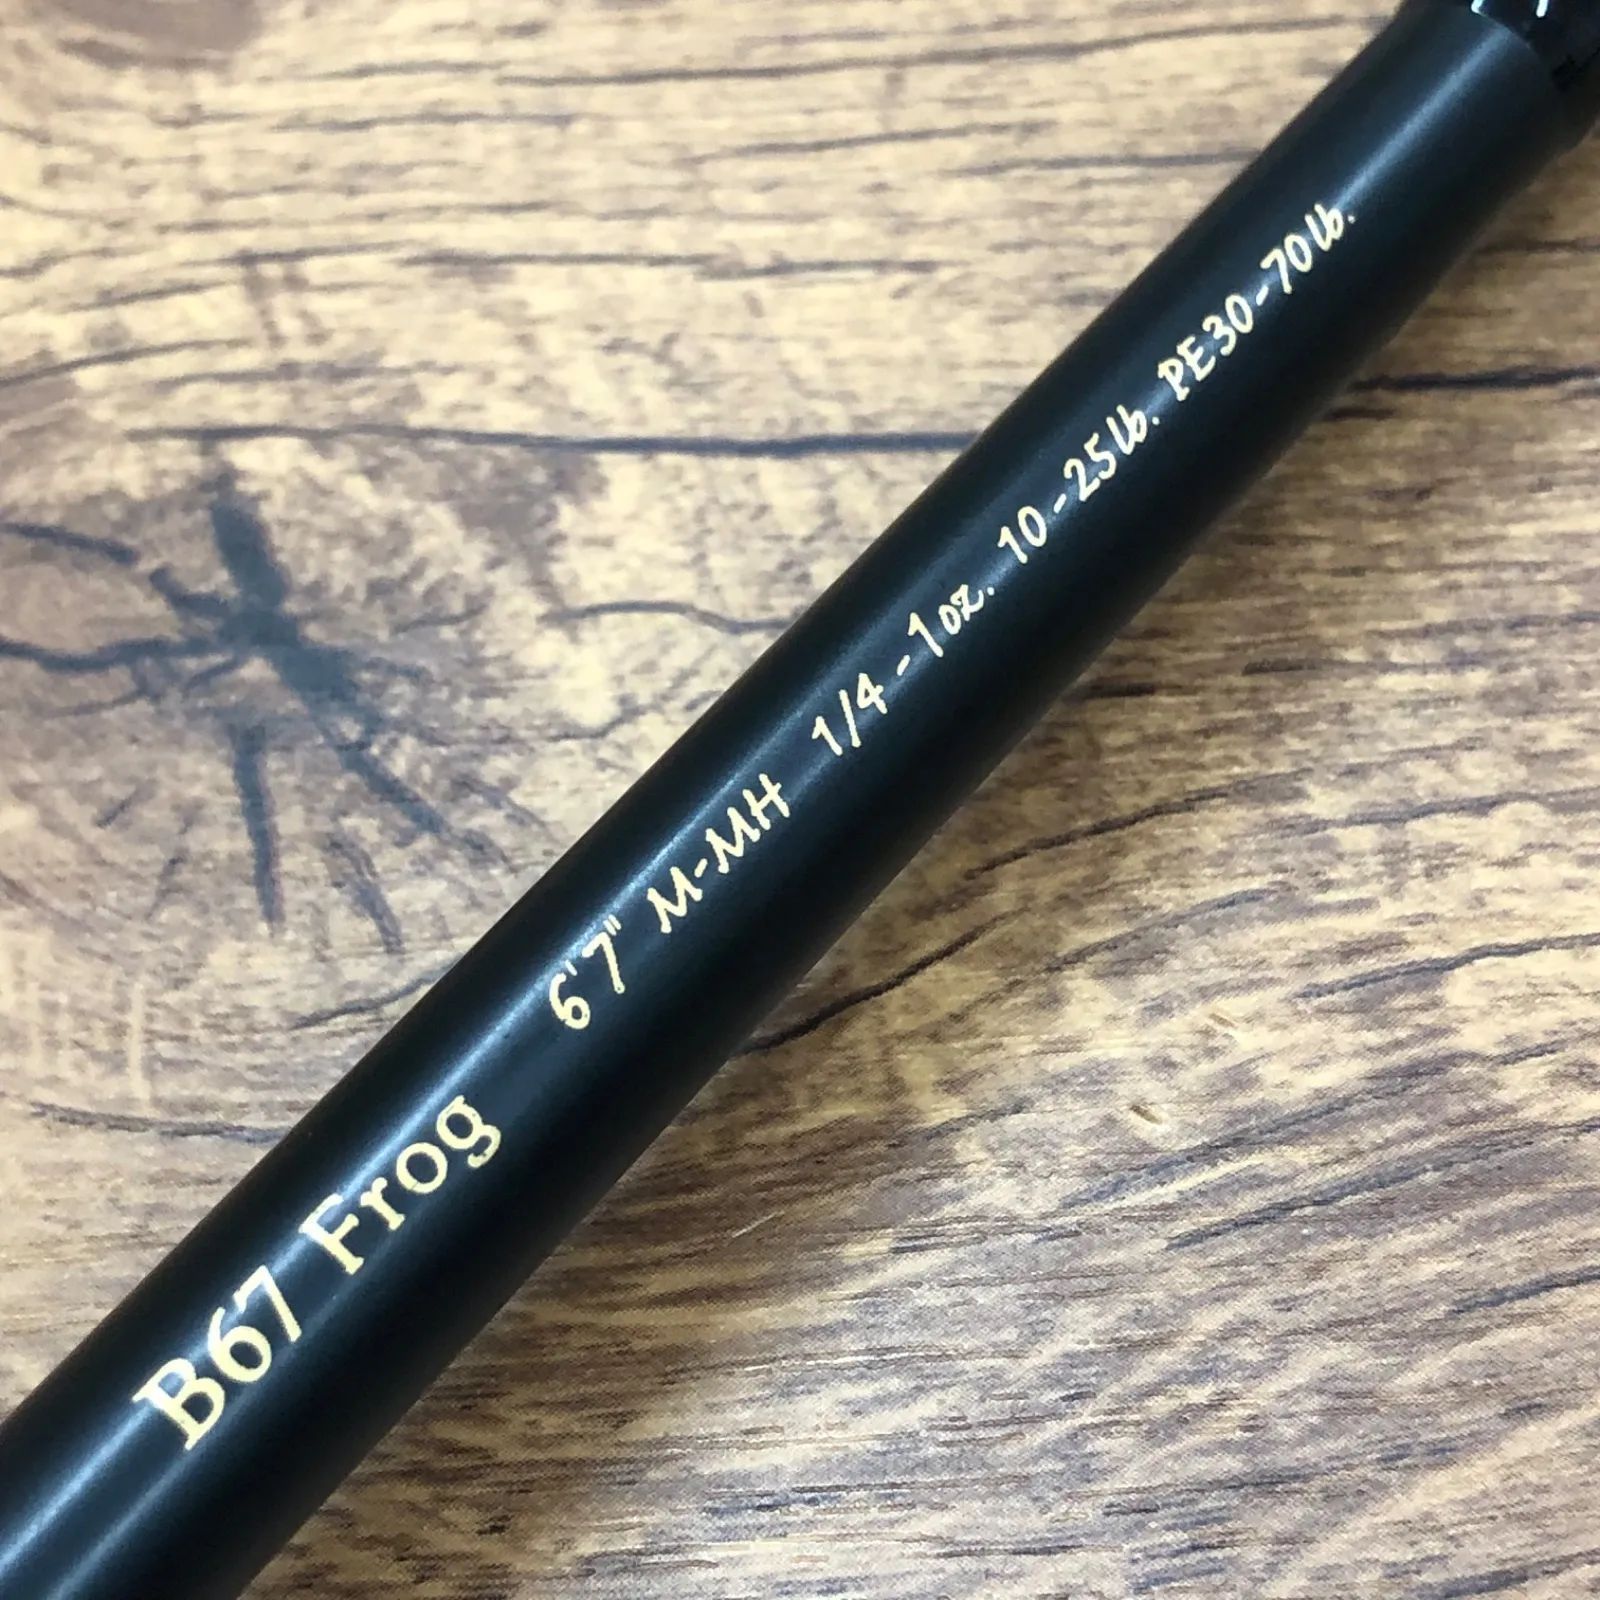 B67 Frog 6'7" M-MH 1/4-1oz. 10-25lb. PE30-70lb.